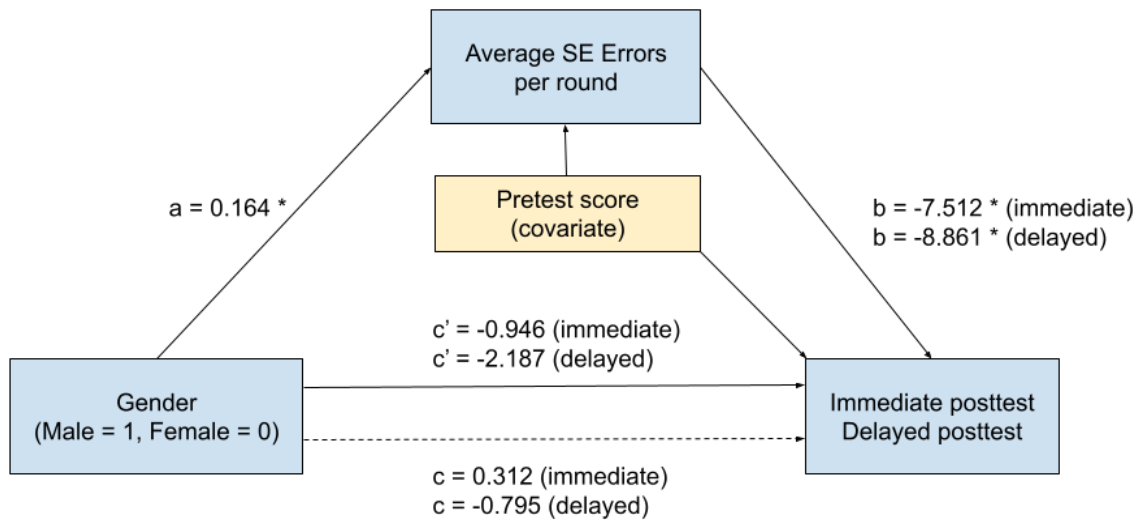 Average SE Errors
per round
Pretest score
(covariate)
a = 0.164 *
b = -7.512 * (immediate)
b = -8.861 * (delayed)
c’ = -0.946 (immediate)
c’ = -2.187 (delayed)
Gender
(Male = 1, Female = 0)
Immediate posttest
Delayed posttest
c = 0.312 (immediate)
c = -0.795 (delayed)